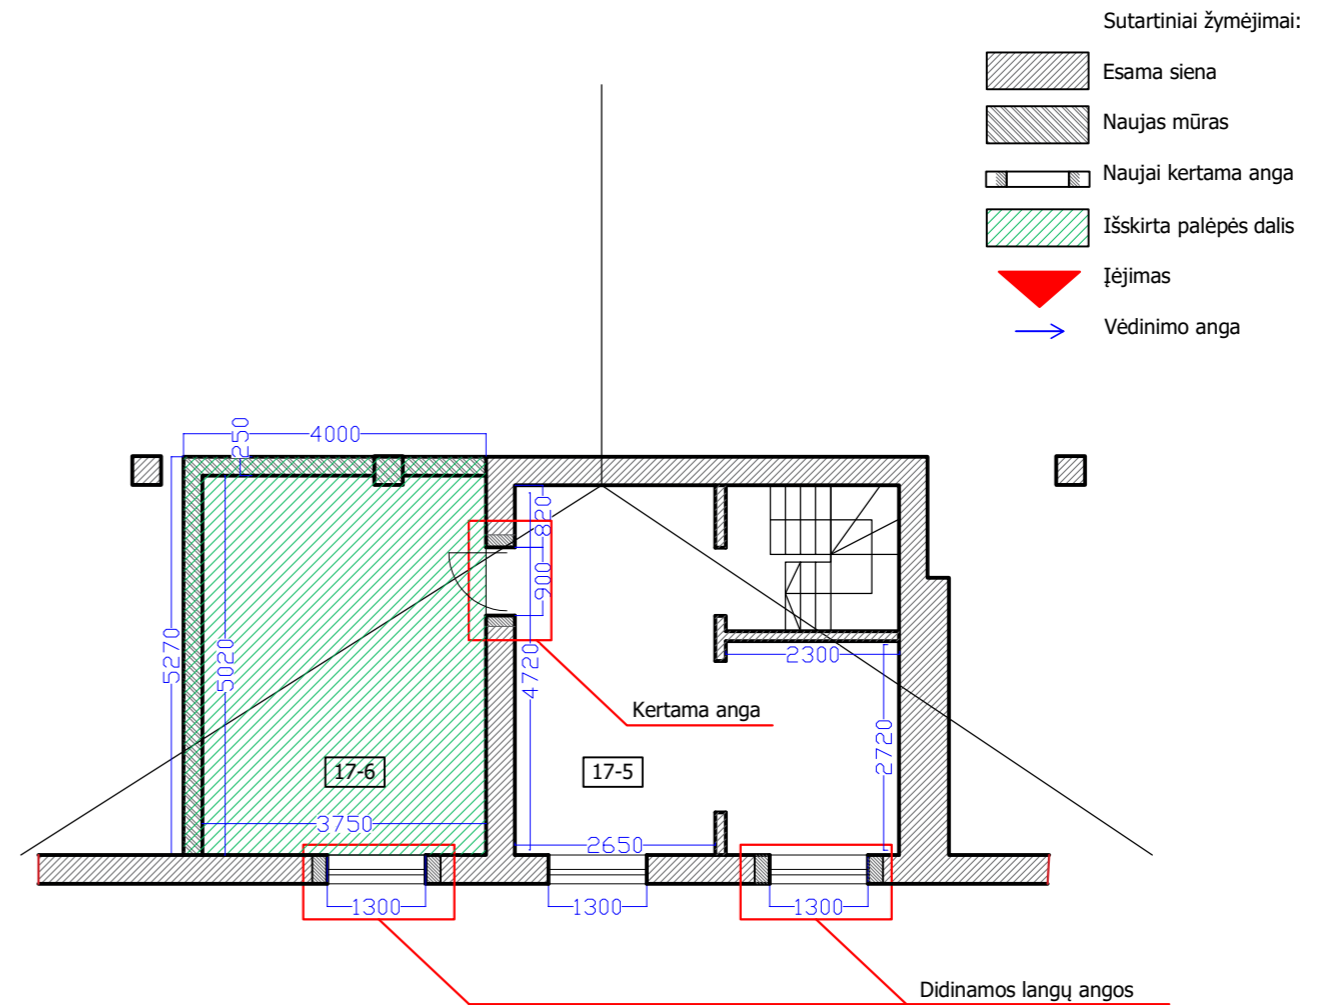 Sutartiniai žymėjimai:
Esama siena
Naujas mūras
Naujai kertama anga
Išskirta palėpės dalis
Įėjimas
Vėdinimo anga
4000
250
820
900
5270
5020
4720
2300
Kertama anga
2720
17-6
17-5
3750
2650
1300
1300
1300
Didinamos langų angos